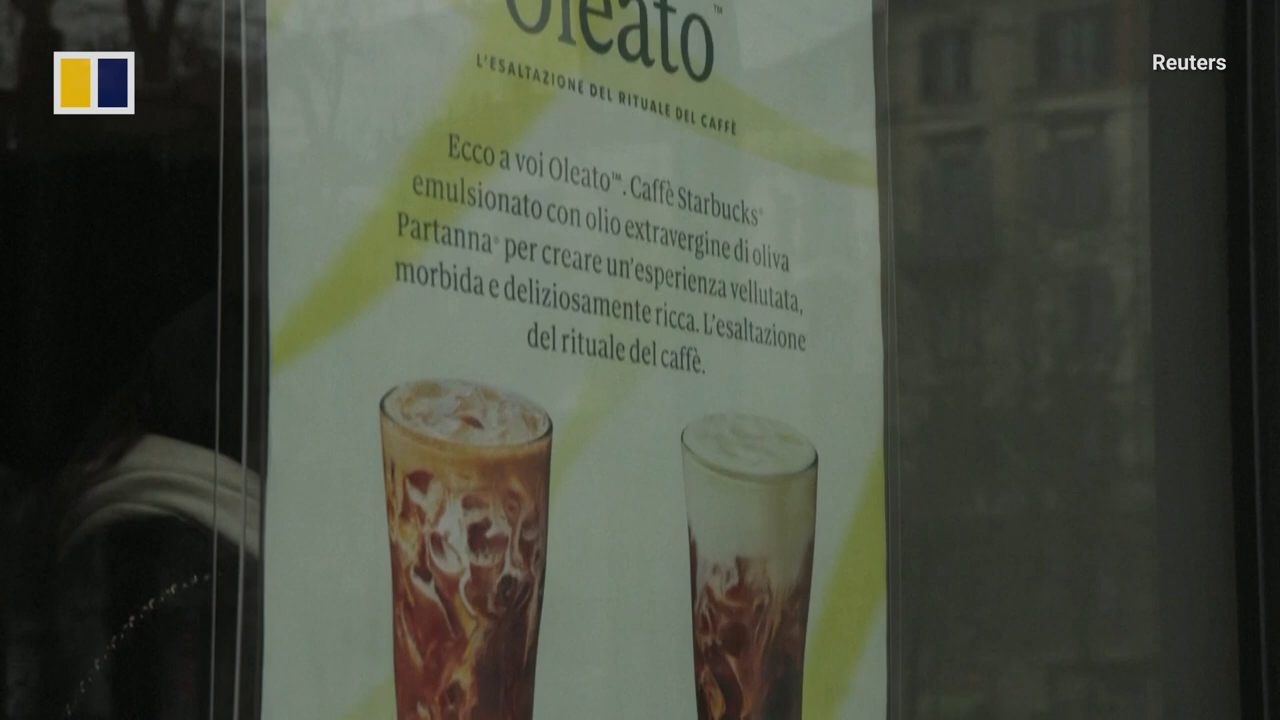 Oleato™
L'ESALTAZIONE DEL RITUALE DEL CAFFÈ
Reuters
Ecco a voi Oleato™. Caffè Starbucks®
emulsionato con olio extravergine di oliva
Partanna® per creare un'esperienza vellutata,
morbida e deliziosamente ricca. L'esaltazione
del rituale del caffè.